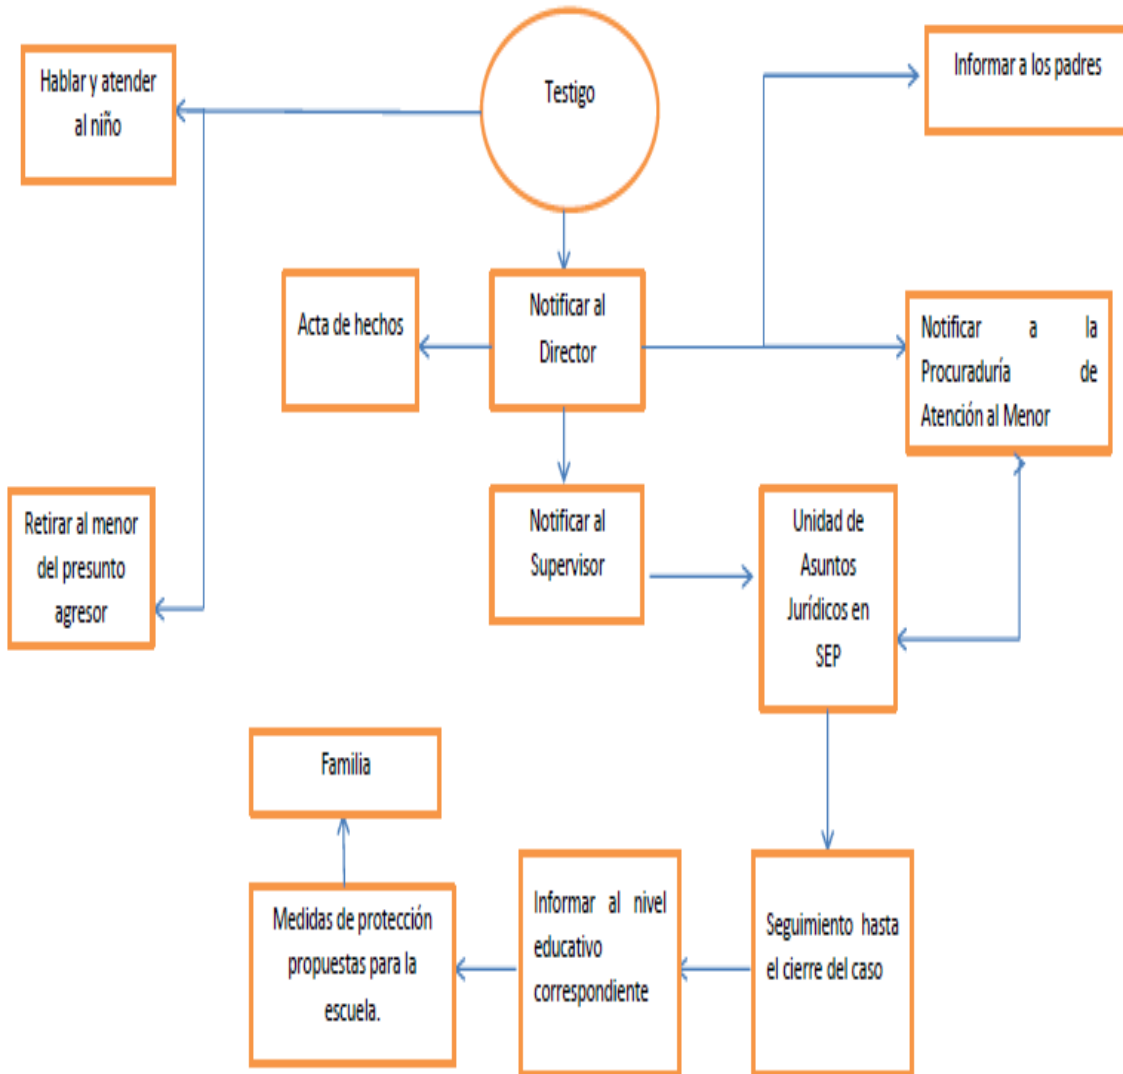 Testigo
Hablar y atender
al niño
Informar a los padres
Acta de hechos
Notificar al
Director
Notificar a la
Procuraduría de
Atención al Menor
Retirar al menor
del presunto
agresor
Notificar al
Supervisor
Unidad de
Asuntos
Jurídicos en
SEP
Familia
Medidas de protección
propuestas para la
escuela.
Informar al nivel
educativo
correspondiente
Seguimiento hasta
el cierre del caso